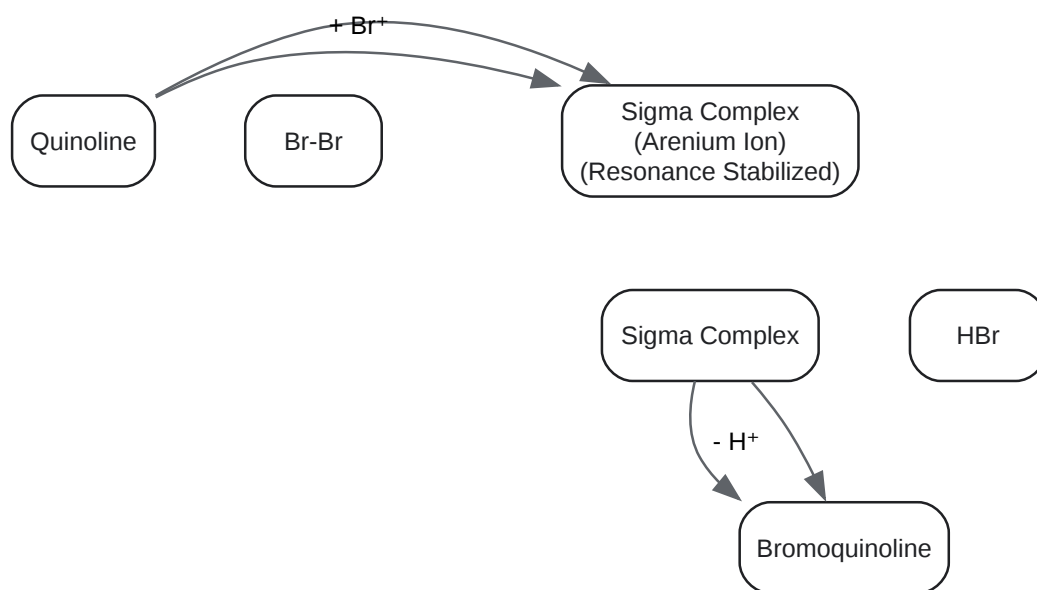 + Br⁺
Quinoline
Br-Br
Sigma Complex
(Arenium Ion)
(Resonance Stabilized)
Sigma Complex
HBr
- H⁺
Bromoquinoline